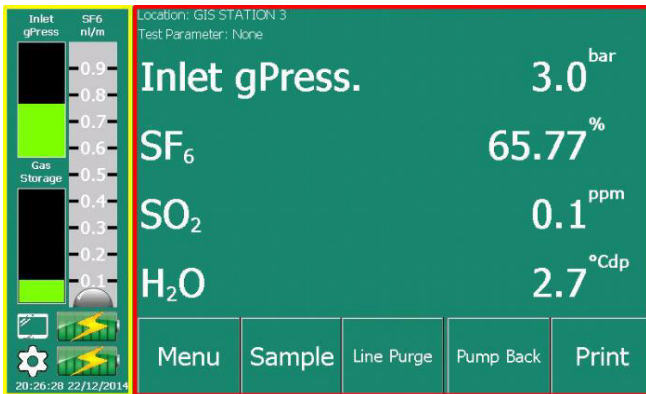 Inlet SF6
gPress nl/m
0.9
0.8
0.7
0.6
Gas
Storage
0.5
0.4
0.3
0.2
0.1
20:26:28 22/12/2014
Location: GIS STATION 3
Test Parameter: None
Inlet gPress. 3.0 bar
SF6 65.77 %
SO2 0.1 ppm
H2O 2.7 °Cdp
Menu Sample Line Purge Pump Back Print